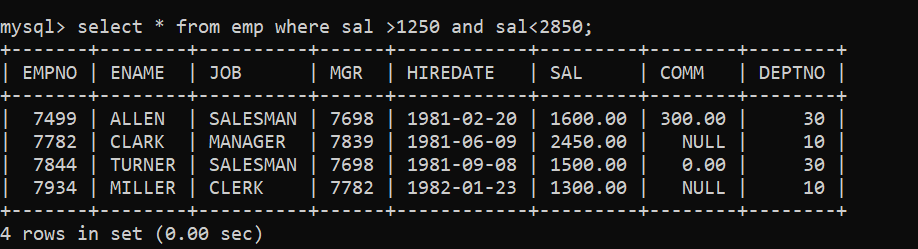 mysql> select * from emp where sal >1250 and sal<2850;
+-------+--------+----------+------+------------+---------+--------+--------+
| EMPNO | ENAME  | JOB      | MGR  | HIREDATE   | SAL     | COMM   | DEPTNO |
+-------+--------+----------+------+------------+---------+--------+--------+
|  7499 | ALLEN  | SALESMAN | 7698 | 1981-02-20 | 1600.00 | 300.00 |     30 |
|  7782 | CLARK  | MANAGER  | 7839 | 1981-06-09 | 2450.00 |   NULL |     10 |
|  7844 | TURNER | SALESMAN | 7698 | 1981-09-08 | 1500.00 |   0.00 |     30 |
|  7934 | MILLER | CLERK    | 7782 | 1982-01-23 | 1300.00 |   NULL |     10 |
+-------+--------+----------+------+------------+---------+--------+--------+
4 rows in set (0.00 sec)